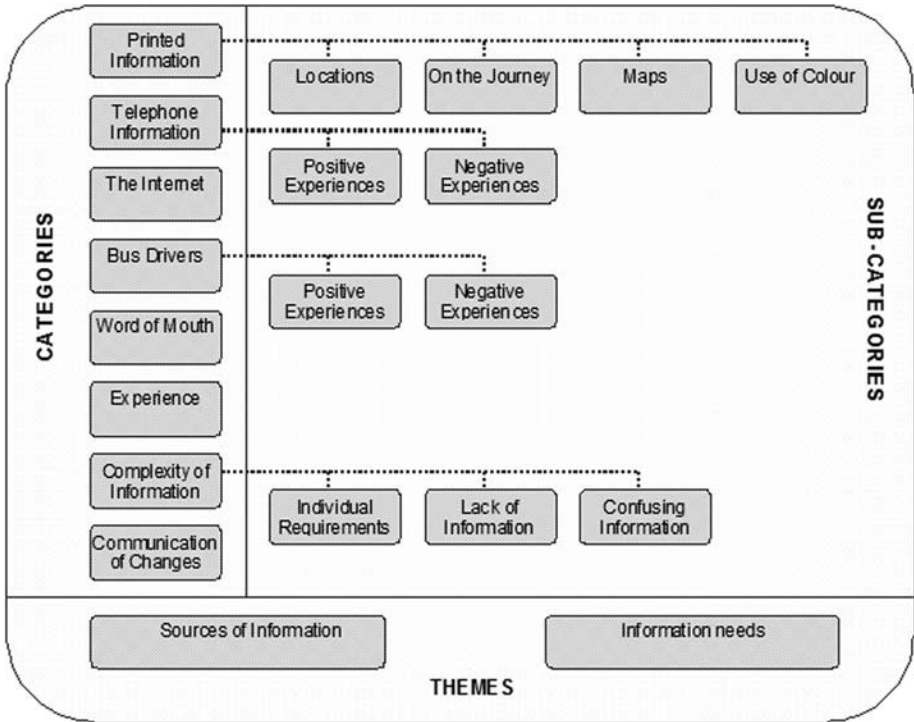 Printed
Information
Locations
On the Journey
Maps
Use of Colour
Telephone
Information
Positive
Experiences
Negative
Experiences
The Internet
Bus Drivers
Positive
Experiences
Negative
Experiences
Word of Mouth
Experience
Complexity of
Information
Individual
Requirements
Lack of
Information
Confusing
Information
Communication
of Changes
CATEGORIES
SUB-CATEGORIES
Sources of Information
Information needs
THEMES